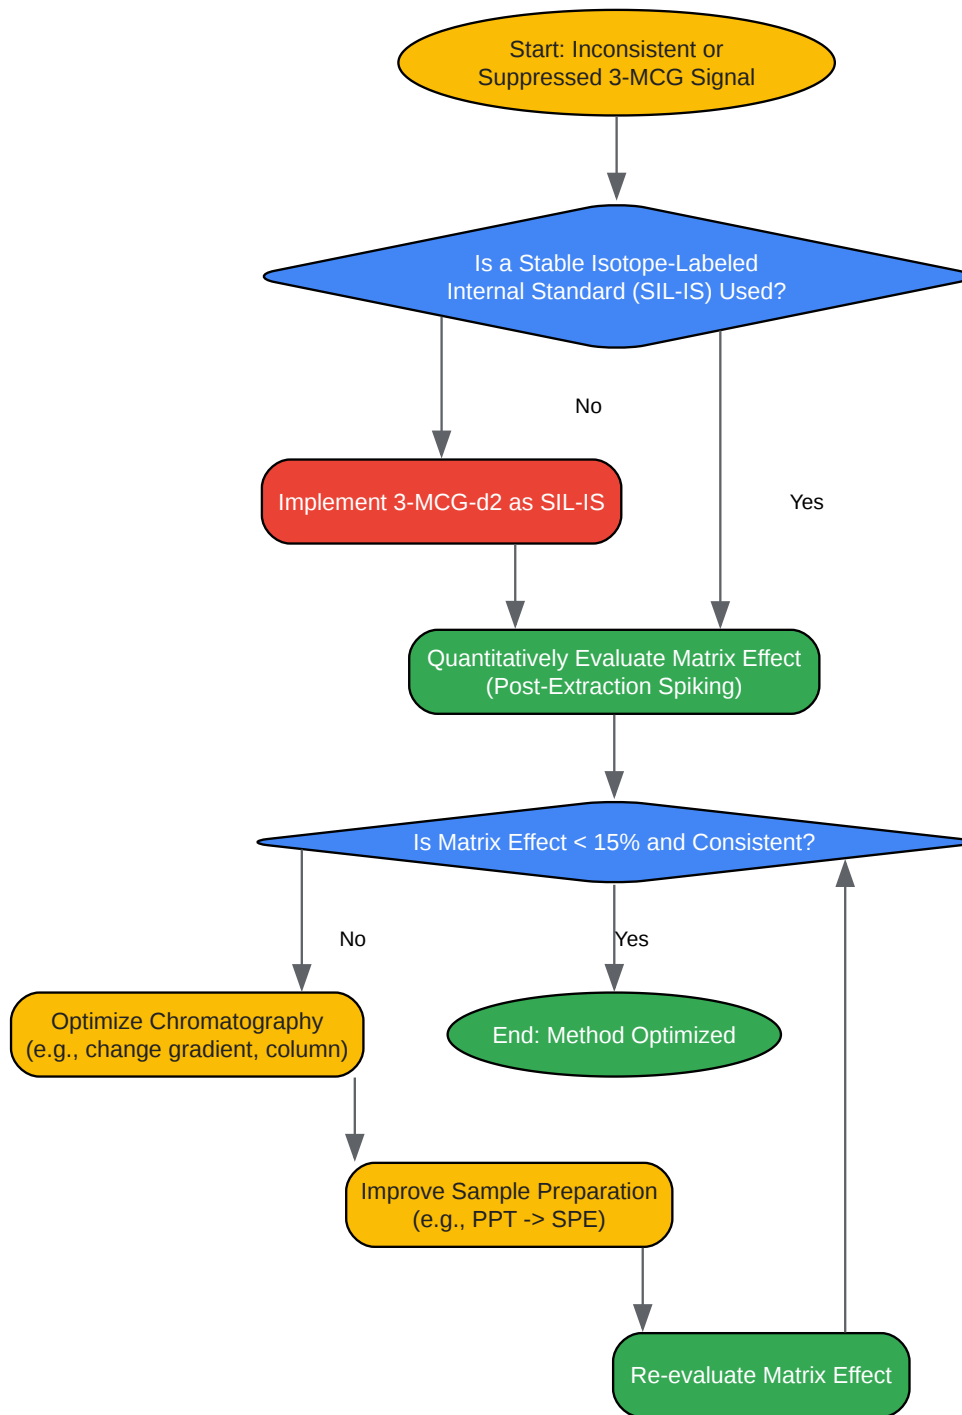 Start: Inconsistent or
Suppressed 3-MCG Signal
Is a Stable Isotope-Labeled
Internal Standard (SIL-IS) Used?
No
Implement 3-MCG-d2 as SIL-IS
Yes
Quantitatively Evaluate Matrix Effect
(Post-Extraction Spiking)
Is Matrix Effect < 15% and Consistent?
No
Yes
Optimize Chromatography
(e.g., change gradient, column)
End: Method Optimized
Improve Sample Preparation
(e.g., PPT -> SPE)
Re-evaluate Matrix Effect